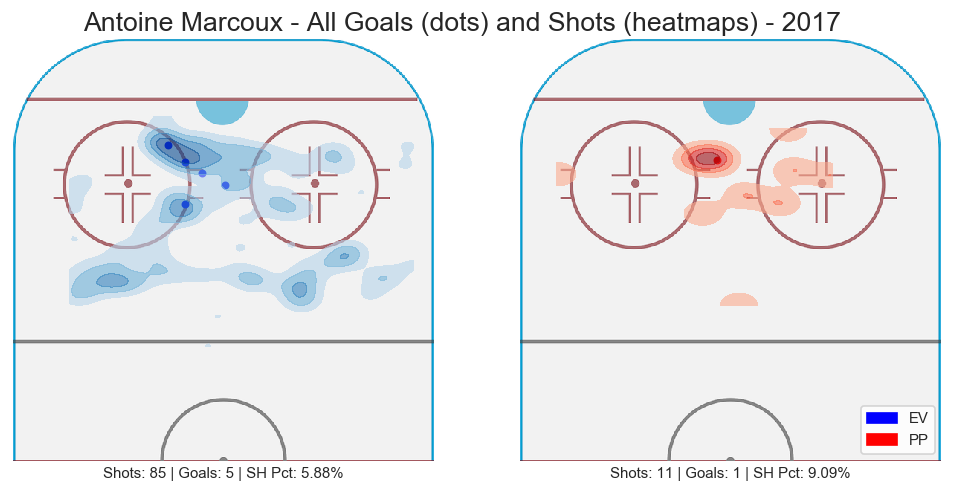 Antoine Marcoux - All Goals (dots) and Shots (heatmaps) - 2017
EV
PP
Shots: 85 | Goals: 5 | SH Pct: 5.88%
Shots: 11 | Goals: 1 | SH Pct: 9.09%